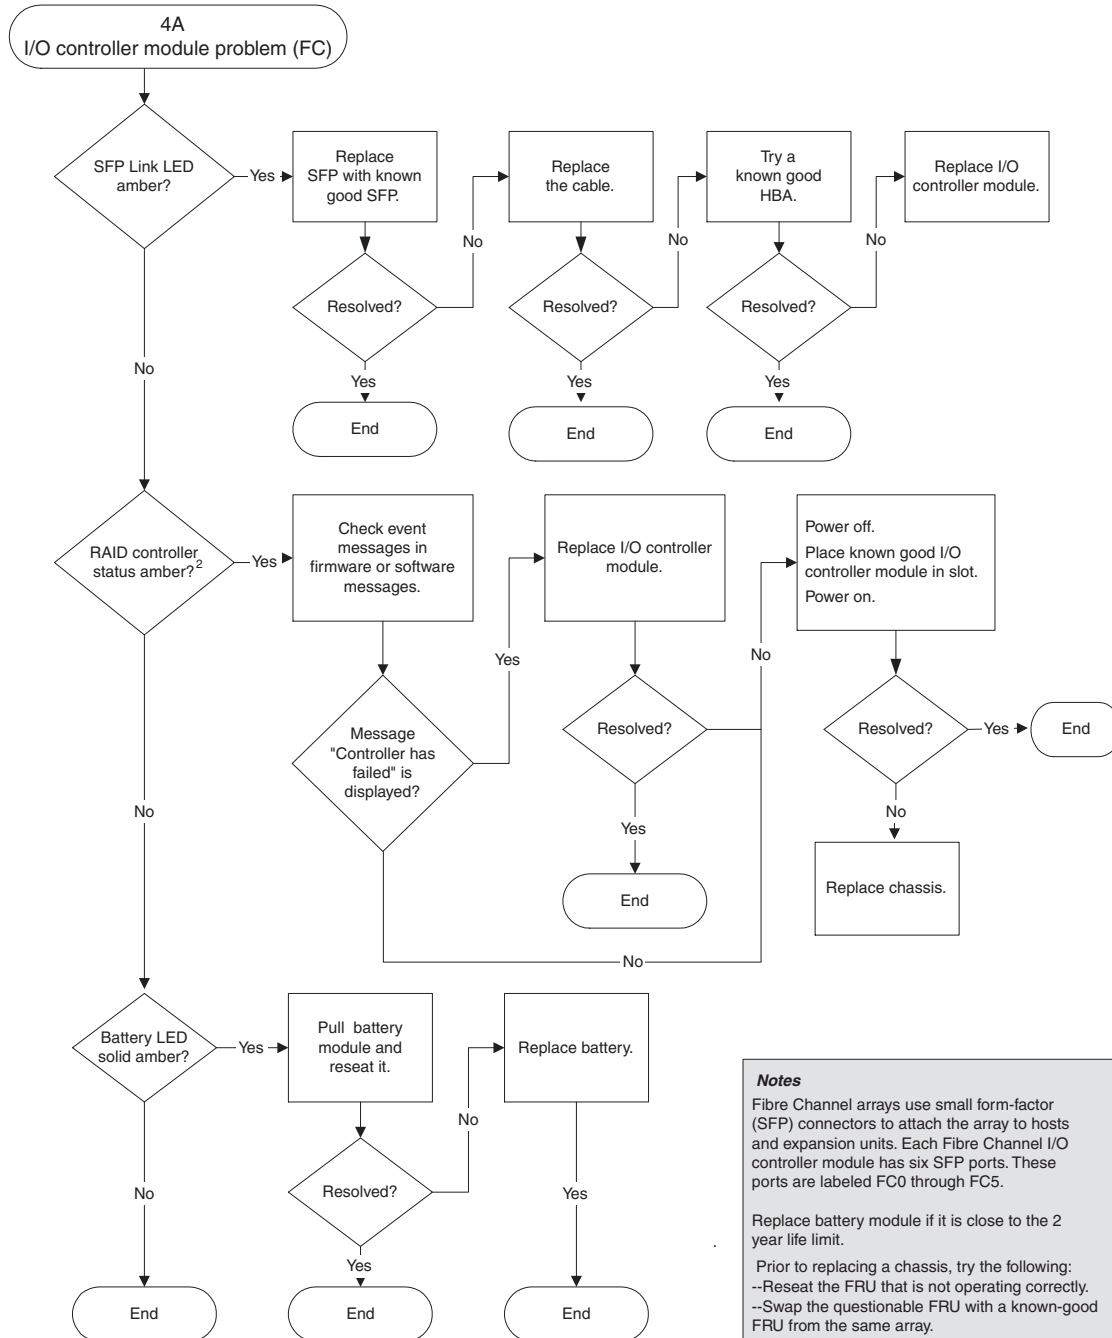 4A
I/O controller module problem (FC)
SFP Link LED
amber?
Yes
Replace
SFP with known
good SFP.
No
Replace
the cable.
No
Try a
known good
HBA.
No
Replace I/O
controller module.
Resolved?
Resolved?
Resolved?
No
Yes
Yes
Yes
End
End
End
RAID controller
status amber?2
Yes
Check event
messages in
firmware or software
messages.
Yes
Replace I/O controller
module.
No
Power off.
Place known good I/O
controller module in slot.
Power on.
Message
"Controller has
failed" is
displayed?
Resolved?
Resolved?
Yes
End
No
Yes
No
End
Replace chassis.
No
Battery LED
solid amber?
Yes
Pull battery
module and
reseat it.
No
Replace battery.
Resolved?
No
Yes
Yes
End
End
End
Notes
Fibre Channel arrays use small form-factor
(SFP) connectors to attach the array to hosts
and expansion units. Each Fibre Channel I/O
controller module has six SFP ports. These
ports are labeled FC0 through FC5.
Replace battery module if it is close to the 2
year life limit.
Prior to replacing a chassis, try the following:
--Reseat the FRU that is not operating correctly.
--Swap the questionable FRU with a known-good
FRU from the same array.